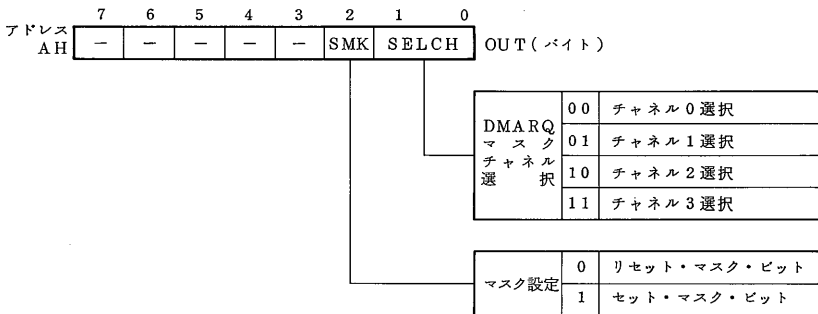 7 6 5 4 3 2 1 0
アドレス
AH
— — — — — SMK SELCH OUT(バイト)
DMARQ
マスク
チャネル
選択
00 チャネル0選択
01 チャネル1選択
10 チャネル2選択
11 チャネル3選択
マスク設定
0 リセット・マスク・ビット
1 セット・マスク・ビット